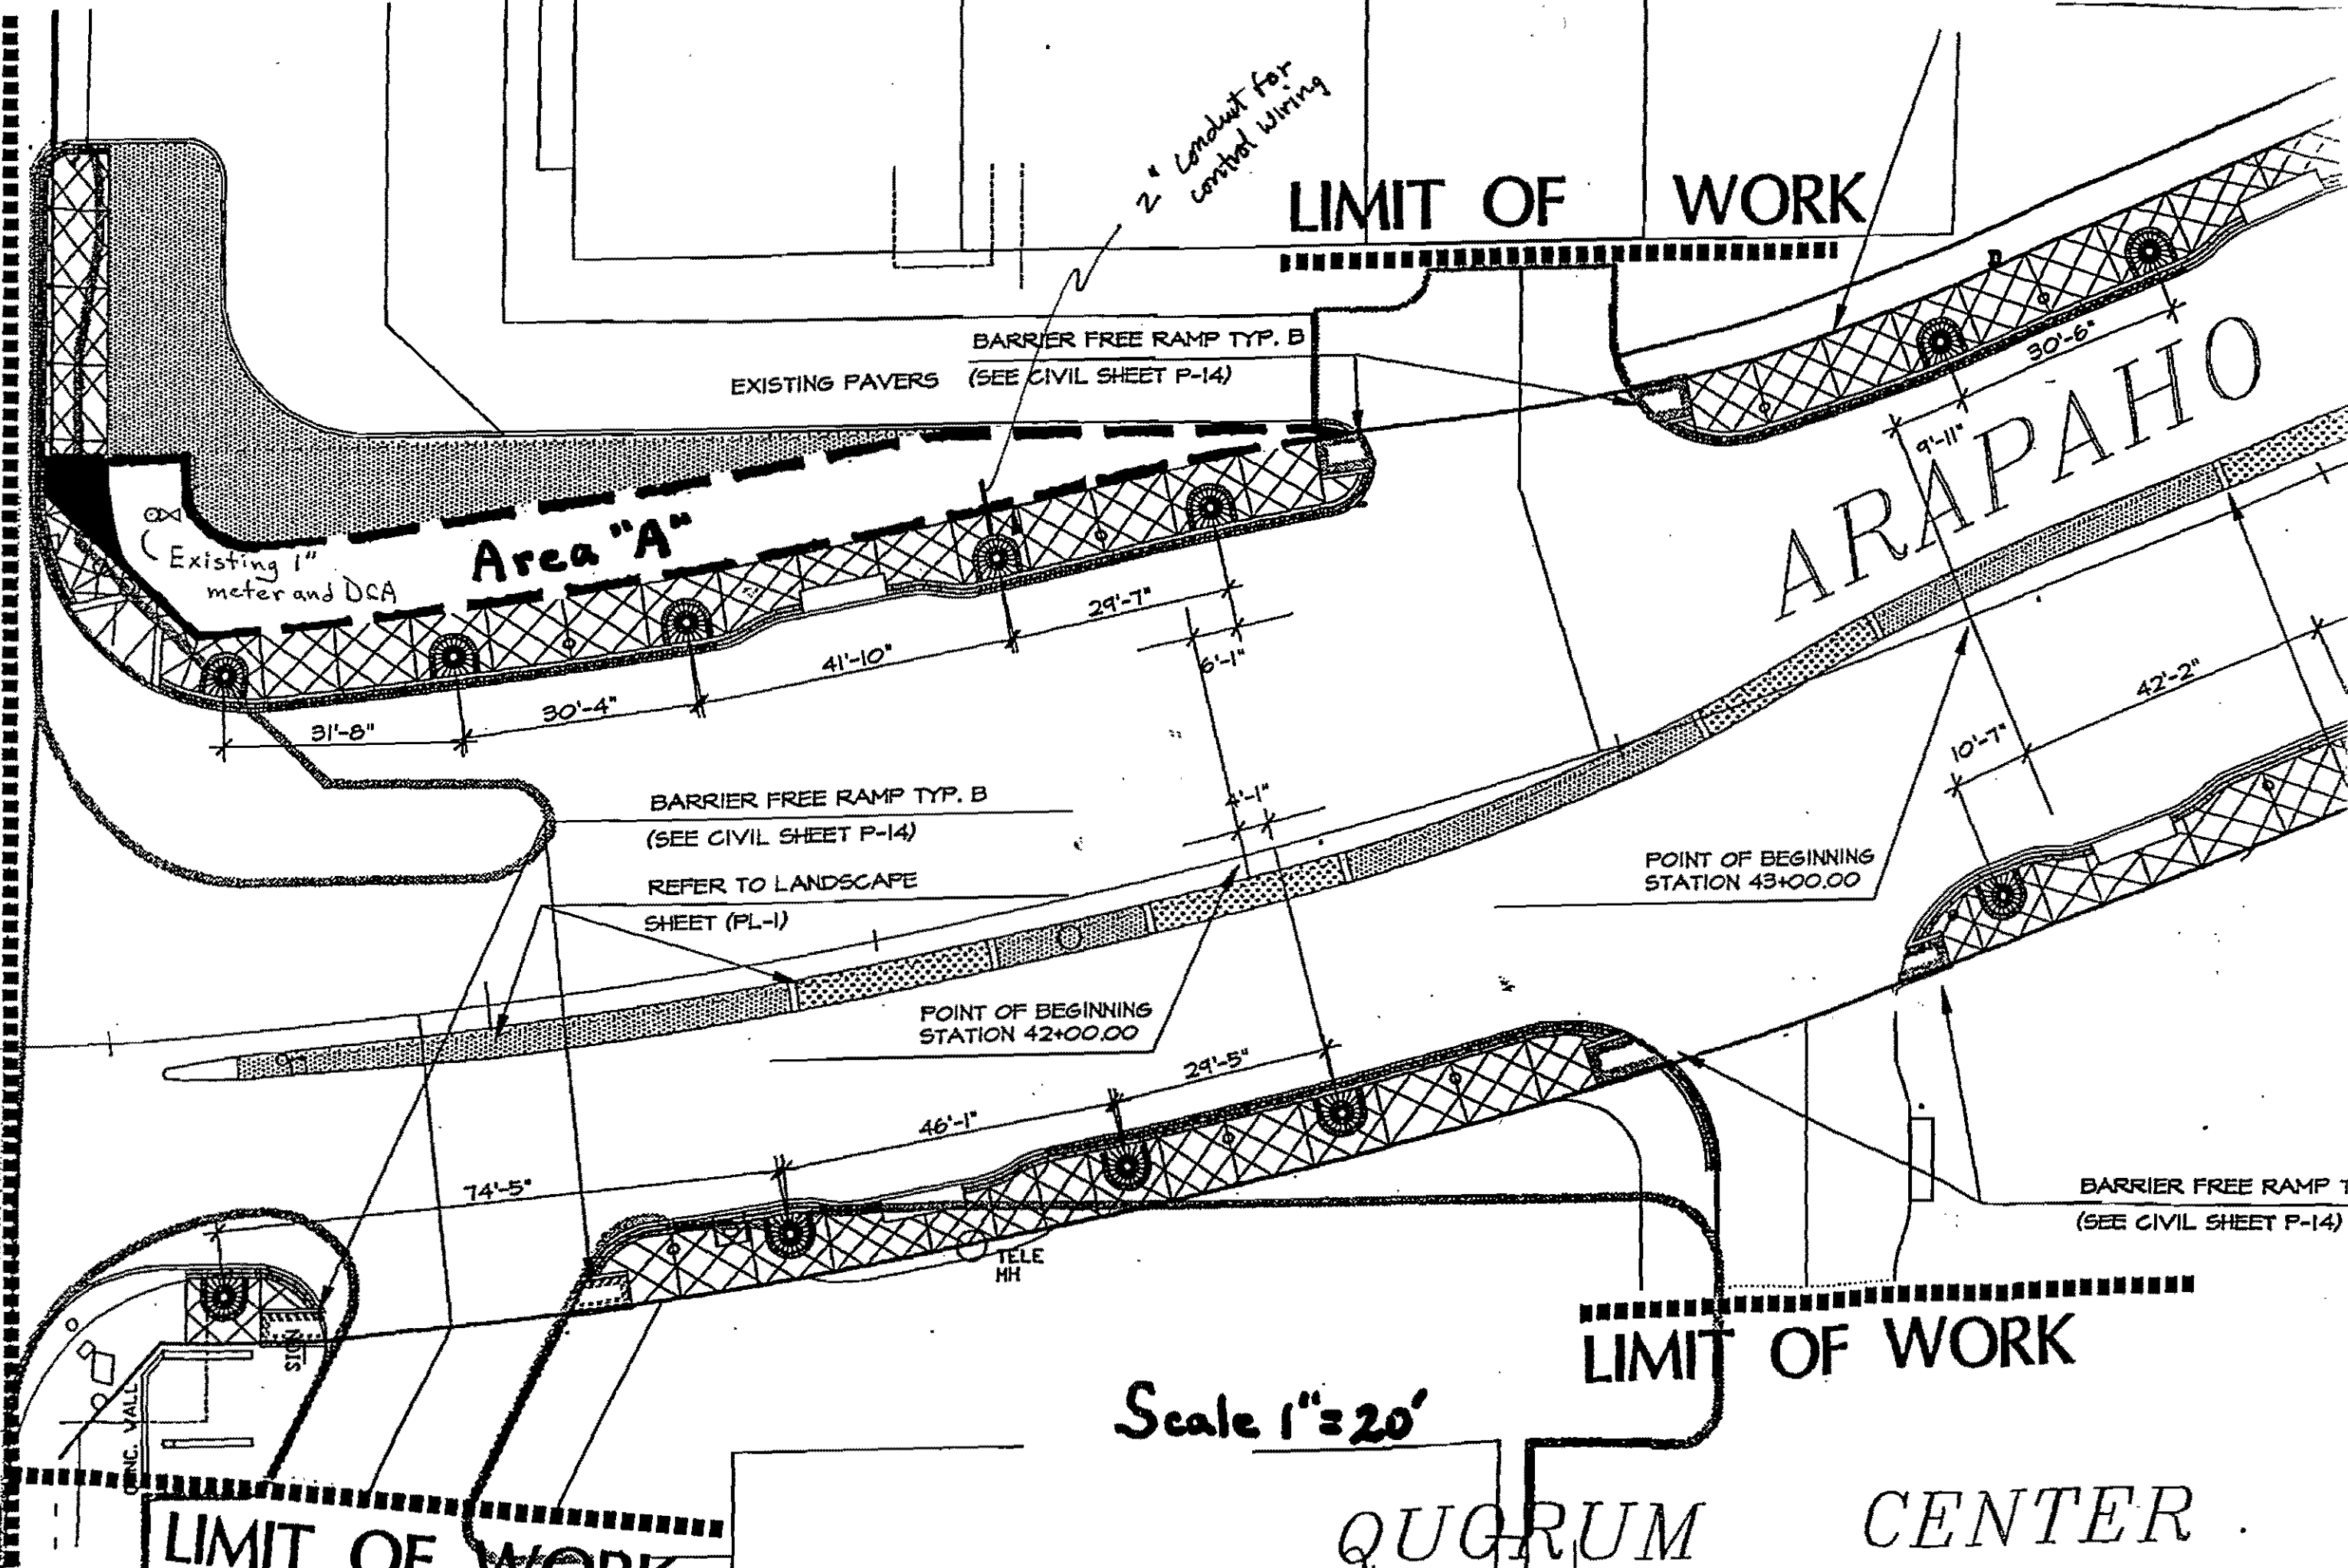 2" conduit for
control wiring
LIMIT OF WORK
BARRIER FREE RAMP TYP. B
(SEE CIVIL SHEET P-14)
EXISTING PAVERS
D
30'-6"
9'-11"
ARAPAHO
Area "A"
Existing 1"
meter and DCA
29'-7"
41'-10"
6'-1"
30'-4"
31'-8"
42'-2"
10'-7"
BARRIER FREE RAMP TYP. B
(SEE CIVIL SHEET P-14)
4'-1"
REFER TO LANDSCAPE
SHEET (PL-1)
POINT OF BEGINNING
STATION 43+00.00
POINT OF BEGINNING
STATION 42+00.00
29'-5"
46'-1"
74'-5"
BARRIER FREE RAMP T
(SEE CIVIL SHEET P-14)
TELE
MH
SIGN
CONC. WALL
LIMIT OF WORK
Scale 1"=20'
LIMIT OF WORK
QUORUM CENTER